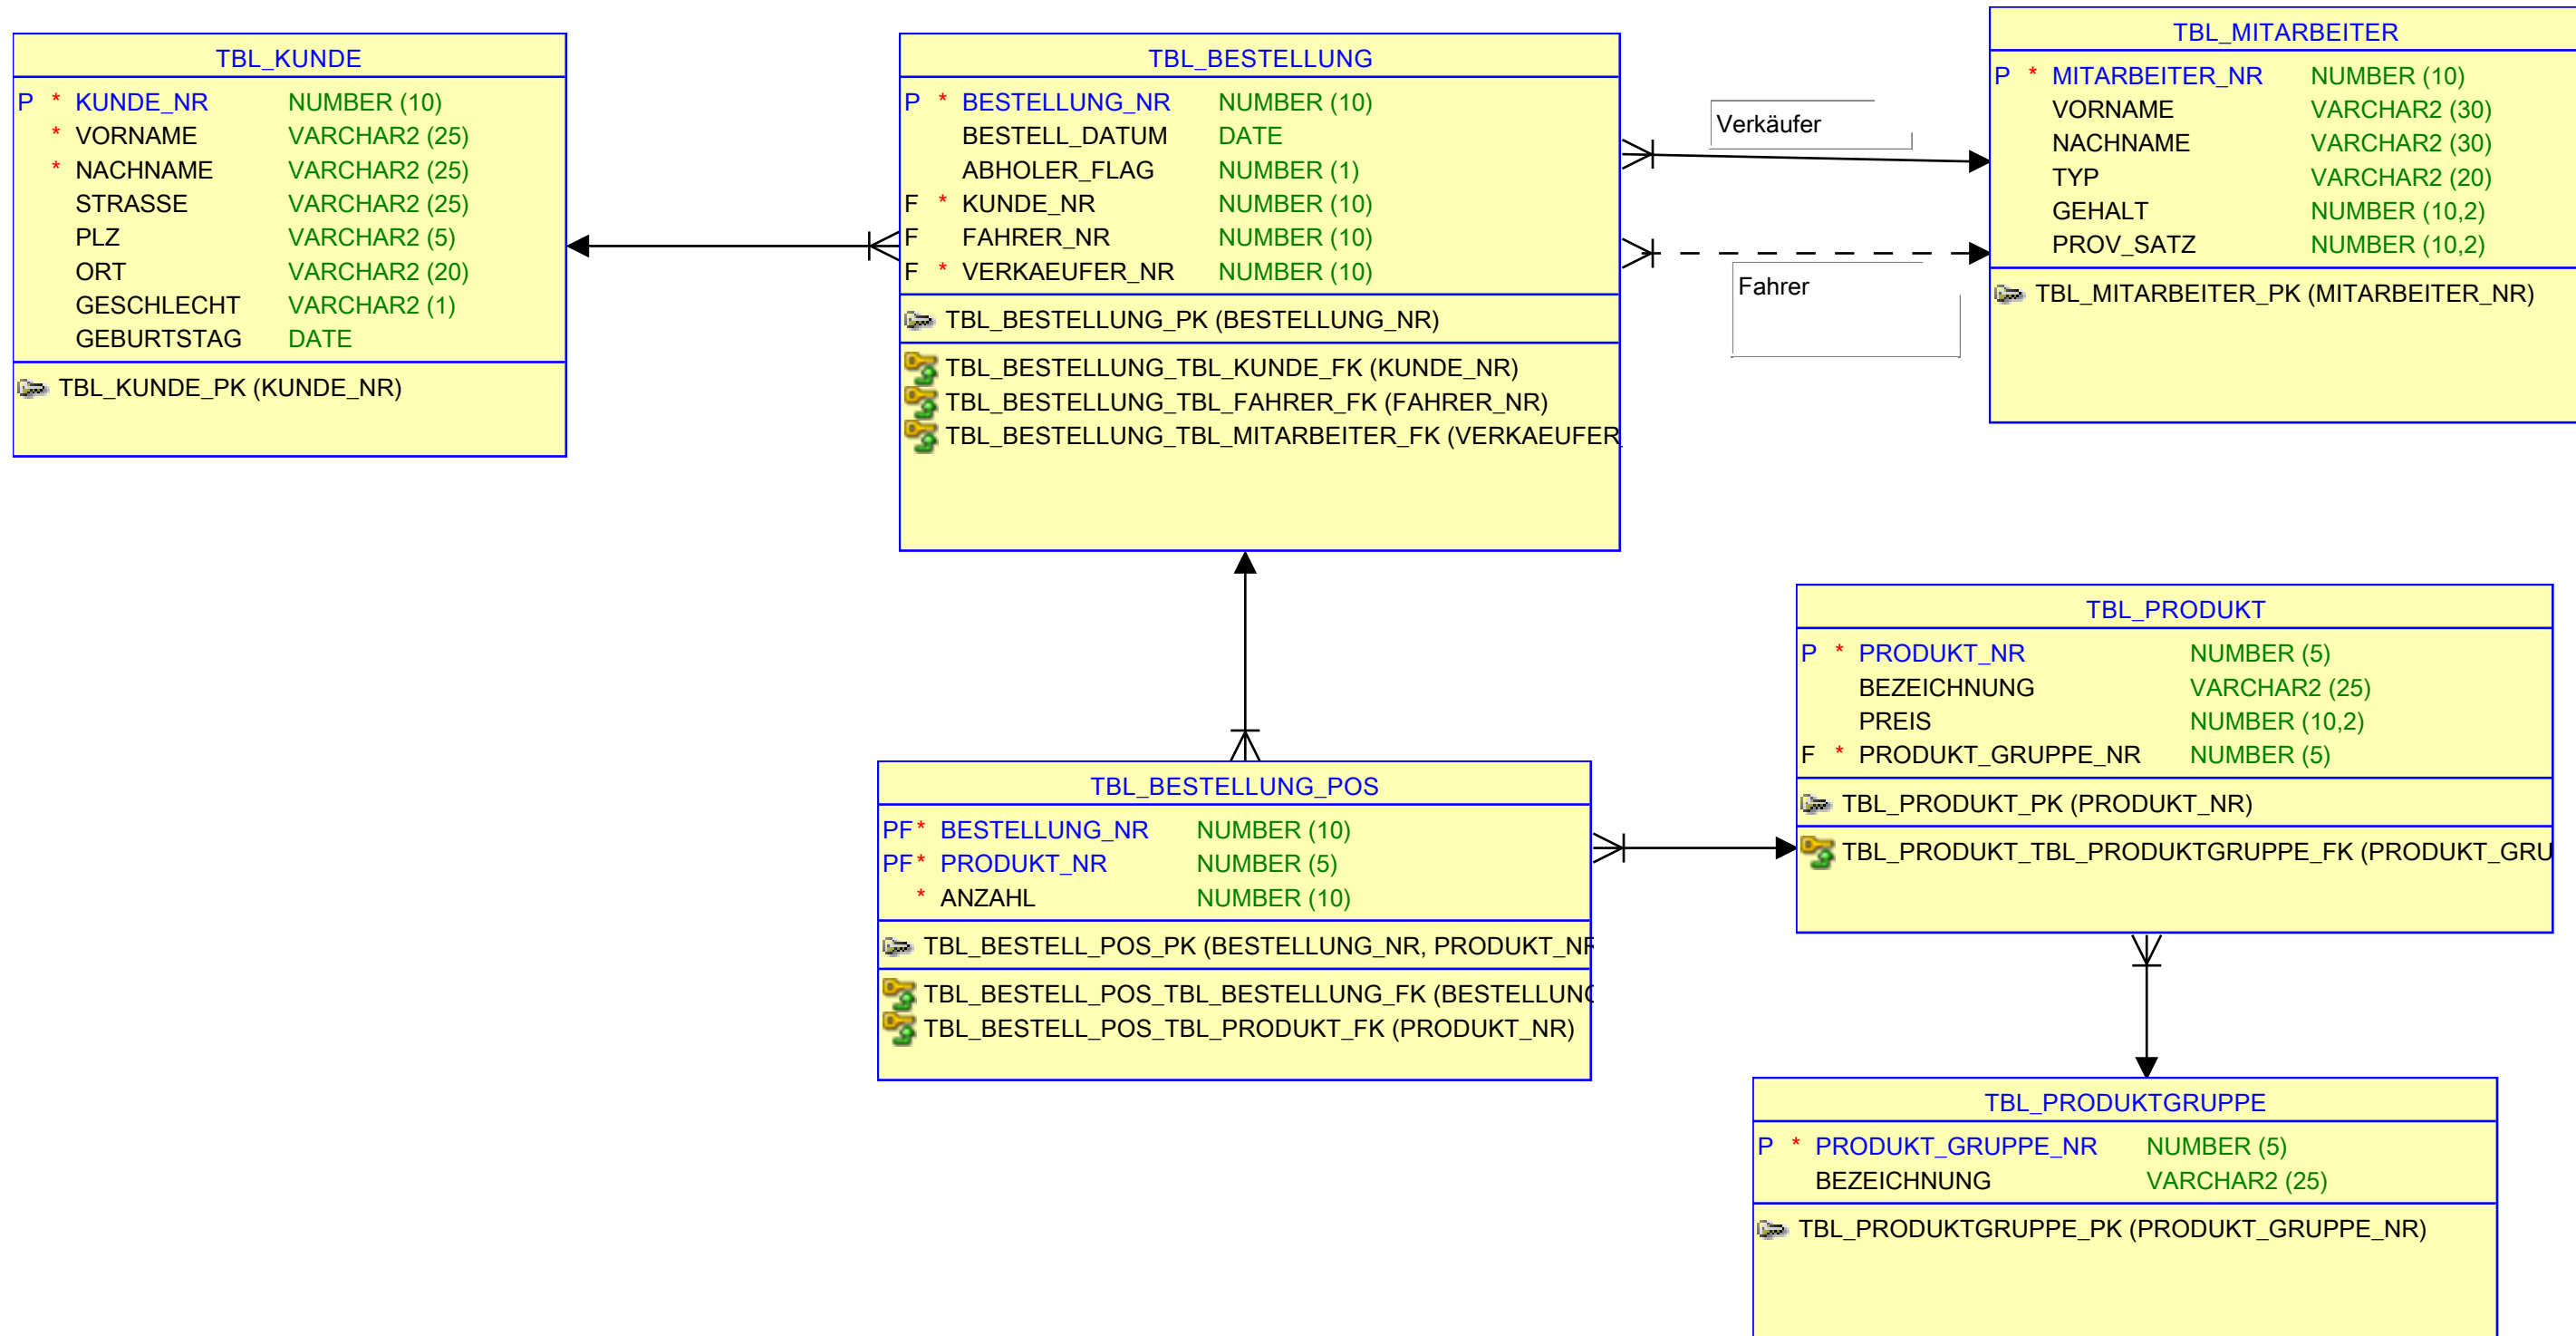 TBL_KUNDE
P * KUNDE_NR NUMBER (10)
* VORNAME VARCHAR2 (25)
* NACHNAME VARCHAR2 (25)
STRASSE VARCHAR2 (25)
PLZ VARCHAR2 (5)
ORT VARCHAR2 (20)
GESCHLECHT VARCHAR2 (1)
GEBURTSTAG DATE
TBL_KUNDE_PK (KUNDE_NR)
TBL_BESTELLUNG
P * BESTELLUNG_NR NUMBER (10)
BESTELL_DATUM DATE
ABHOLER_FLAG NUMBER (1)
F * KUNDE_NR NUMBER (10)
F FAHRER_NR NUMBER (10)
F * VERKAEUFER_NR NUMBER (10)
TBL_BESTELLUNG_PK (BESTELLUNG_NR)
TBL_BESTELLUNG_TBL_KUNDE_FK (KUNDE_NR)
TBL_BESTELLUNG_TBL_FAHRER_FK (FAHRER_NR)
TBL_BESTELLUNG_TBL_MITARBEITER_FK (VERKAEUFER
Verkäufer
Fahrer
TBL_MITARBEITER
P * MITARBEITER_NR NUMBER (10)
VORNAME VARCHAR2 (30)
NACHNAME VARCHAR2 (30)
TYP VARCHAR2 (20)
GEHALT NUMBER (10,2)
PROV_SATZ NUMBER (10,2)
TBL_MITARBEITER_PK (MITARBEITER_NR)
TBL_BESTELLUNG_POS
PF* BESTELLUNG_NR NUMBER (10)
PF* PRODUKT_NR NUMBER (5)
* ANZAHL NUMBER (10)
TBL_BESTELL_POS_PK (BESTELLUNG_NR, PRODUKT_NR
TBL_BESTELL_POS_TBL_BESTELLUNG_FK (BESTELLUNG
TBL_BESTELL_POS_TBL_PRODUKT_FK (PRODUKT_NR)
TBL_PRODUKT
P * PRODUKT_NR NUMBER (5)
BEZEICHNUNG VARCHAR2 (25)
PREIS NUMBER (10,2)
F * PRODUKT_GRUPPE_NR NUMBER (5)
TBL_PRODUKT_PK (PRODUKT_NR)
TBL_PRODUKT_TBL_PRODUKTGRUPPE_FK (PRODUKT_GRU
TBL_PRODUKTGRUPPE
P * PRODUKT_GRUPPE_NR NUMBER (5)
BEZEICHNUNG VARCHAR2 (25)
TBL_PRODUKTGRUPPE_PK (PRODUKT_GRUPPE_NR)